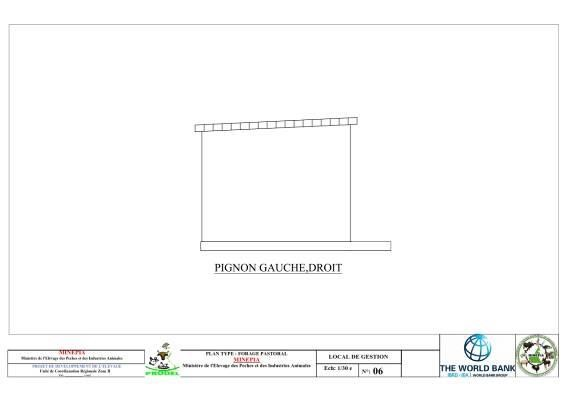 PIGNON GAUCHE,DROIT
MINEPIA
Ministère de l'Elevage des Peches et des Industries Animales
PROJET DE DEVELOPPEMENT DE L'ELEVAGE
Unité de Coordination Régionale Zone B
PRODEL
PLAN TYPE - FORAGE PASTORAL
MINEPIA
Ministère de l'Elevage des Peches et des Industries Animales
LOCAL DE GESTION
Ech: 1/30 e
N°: 06
THE WORLD BANK
IBRD • IDA | WORLD BANK GROUP
MINEPIA